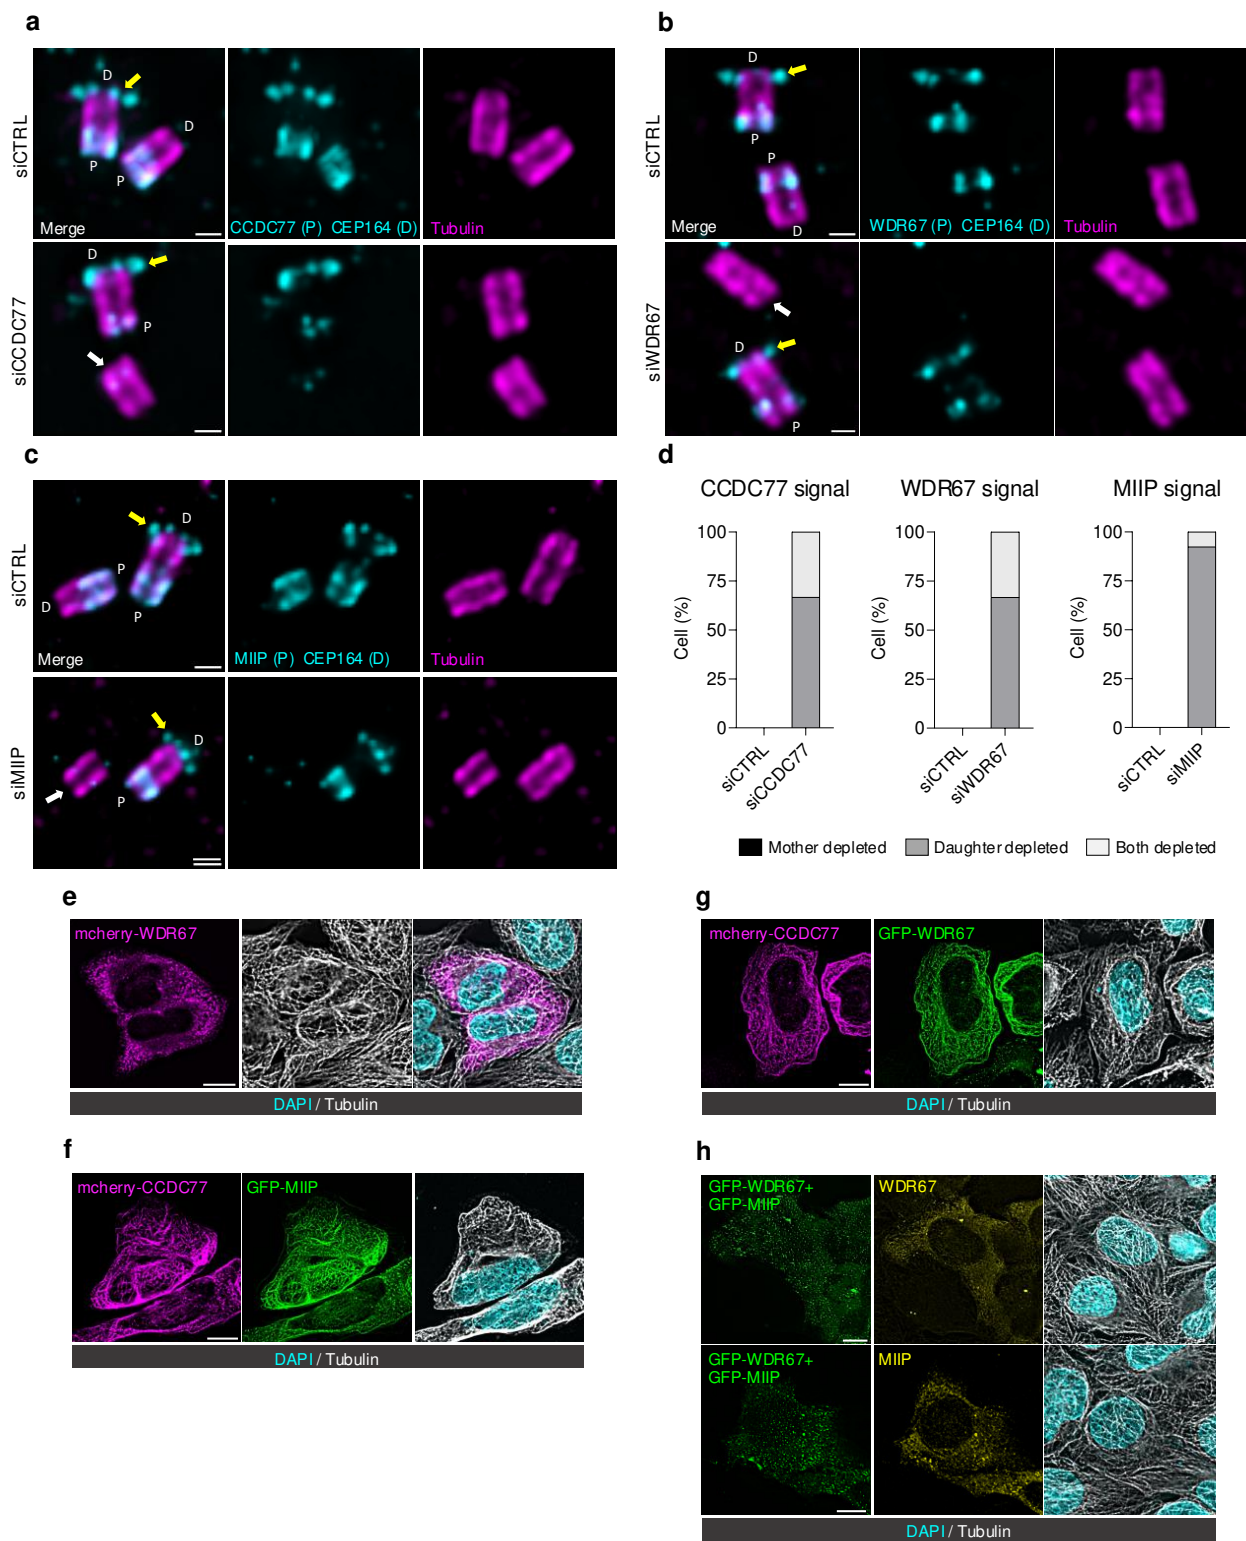 a
siCTRL
D
D
P
P
Merge
CCDC77 (P) CEP164 (D)
Tubulin
siCCDC77
D
P
b
siCTRL
D
P
P
D
Merge
WDR67 (P) CEP164 (D)
Tubulin
siWDR67
D
P
c
siCTRL
D
P
D
P
Merge
MIIP (P) CEP164 (D)
Tubulin
siMIIP
D
P
d
CCDC77 signal
100
75
50
25
0
Cell (%)
siCTRL
siCCDC77
WDR67 signal
100
75
50
25
0
Cell (%)
siCTRL
siWDR67
MIIP signal
100
75
50
25
0
Cell (%)
siCTRL
siMIIP
Mother depleted
Daughter depleted
Both depleted
e
mcherry-WDR67
DAPI / Tubulin
f
mcherry-CCDC77
GFP-MIIP
DAPI / Tubulin
g
mcherry-CCDC77
GFP-WDR67
DAPI / Tubulin
h
GFP-WDR67+
GFP-MIIP
WDR67
GFP-WDR67+
GFP-MIIP
MIIP
DAPI / Tubulin